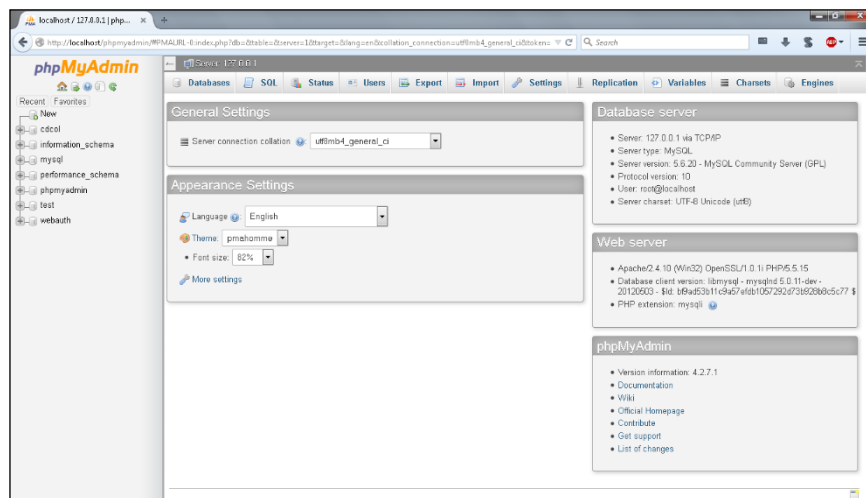 localhost / 127.0.0.1 | php...
http://localhost/phpmyadmin/#PMAURL-0:index.php?db=&table=&server=1&target=&lang=en&collation_connection=utf8mb4_general_ci&token=
Search
ABP
phpMyAdmin
Recent Favorites
New
cdcol
information_schema
mysql
performance_schema
phpmyadmin
test
webauth
Server: 127.0.0.1
Databases SQL Status Users Export Import Settings Replication Variables Charsets Engines
General Settings
Server connection collation : utf8mb4_general_ci
Appearance Settings
Language : English
Theme: pmahomme
Font size: 82%
More settings
Database server
Server: 127.0.0.1 via TCP/IP
Server type: MySQL
Server version: 5.6.20 - MySQL Community Server (GPL)
Protocol version: 10
User: root@localhost
Server charset: UTF-8 Unicode (utf8)
Web server
Apache/2.4.10 (Win32) OpenSSL/1.0.1i PHP/5.5.15
Database client version: libmysql - mysqlnd 5.0.11-dev -
20120503 - $Id: bf9ad53b11c9a57efdb1057292d73b928b8c5c77 $
PHP extension: mysqli
phpMyAdmin
Version information: 4.2.7.1
Documentation
Wiki
Official Homepage
Contribute
Get support
List of changes